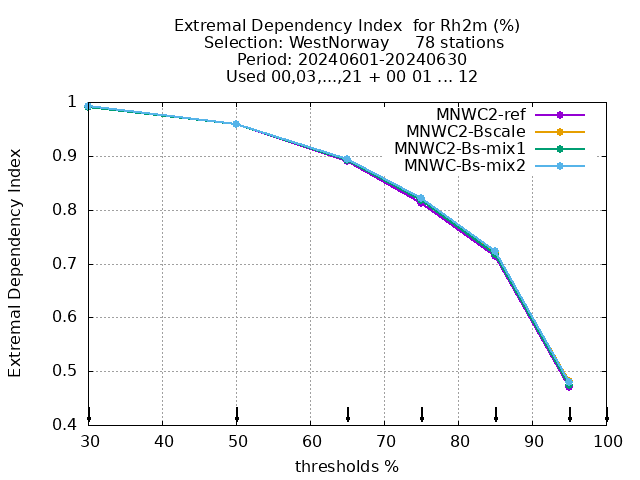 Extremal Dependency Index  for Rh2m (%)
Selection: WestNorway     78 stations
Period: 20240601-20240630
Used 00,03,...,21 + 00 01 ... 12
MNWC2-ref
MNWC2-Bscale
MNWC2-Bs-mix1
MNWC-Bs-mix2
Extremal Dependency Index
1
0.9
0.8
0.7
0.6
0.5
0.4
30 40 50 60 70 80 90 100
thresholds %